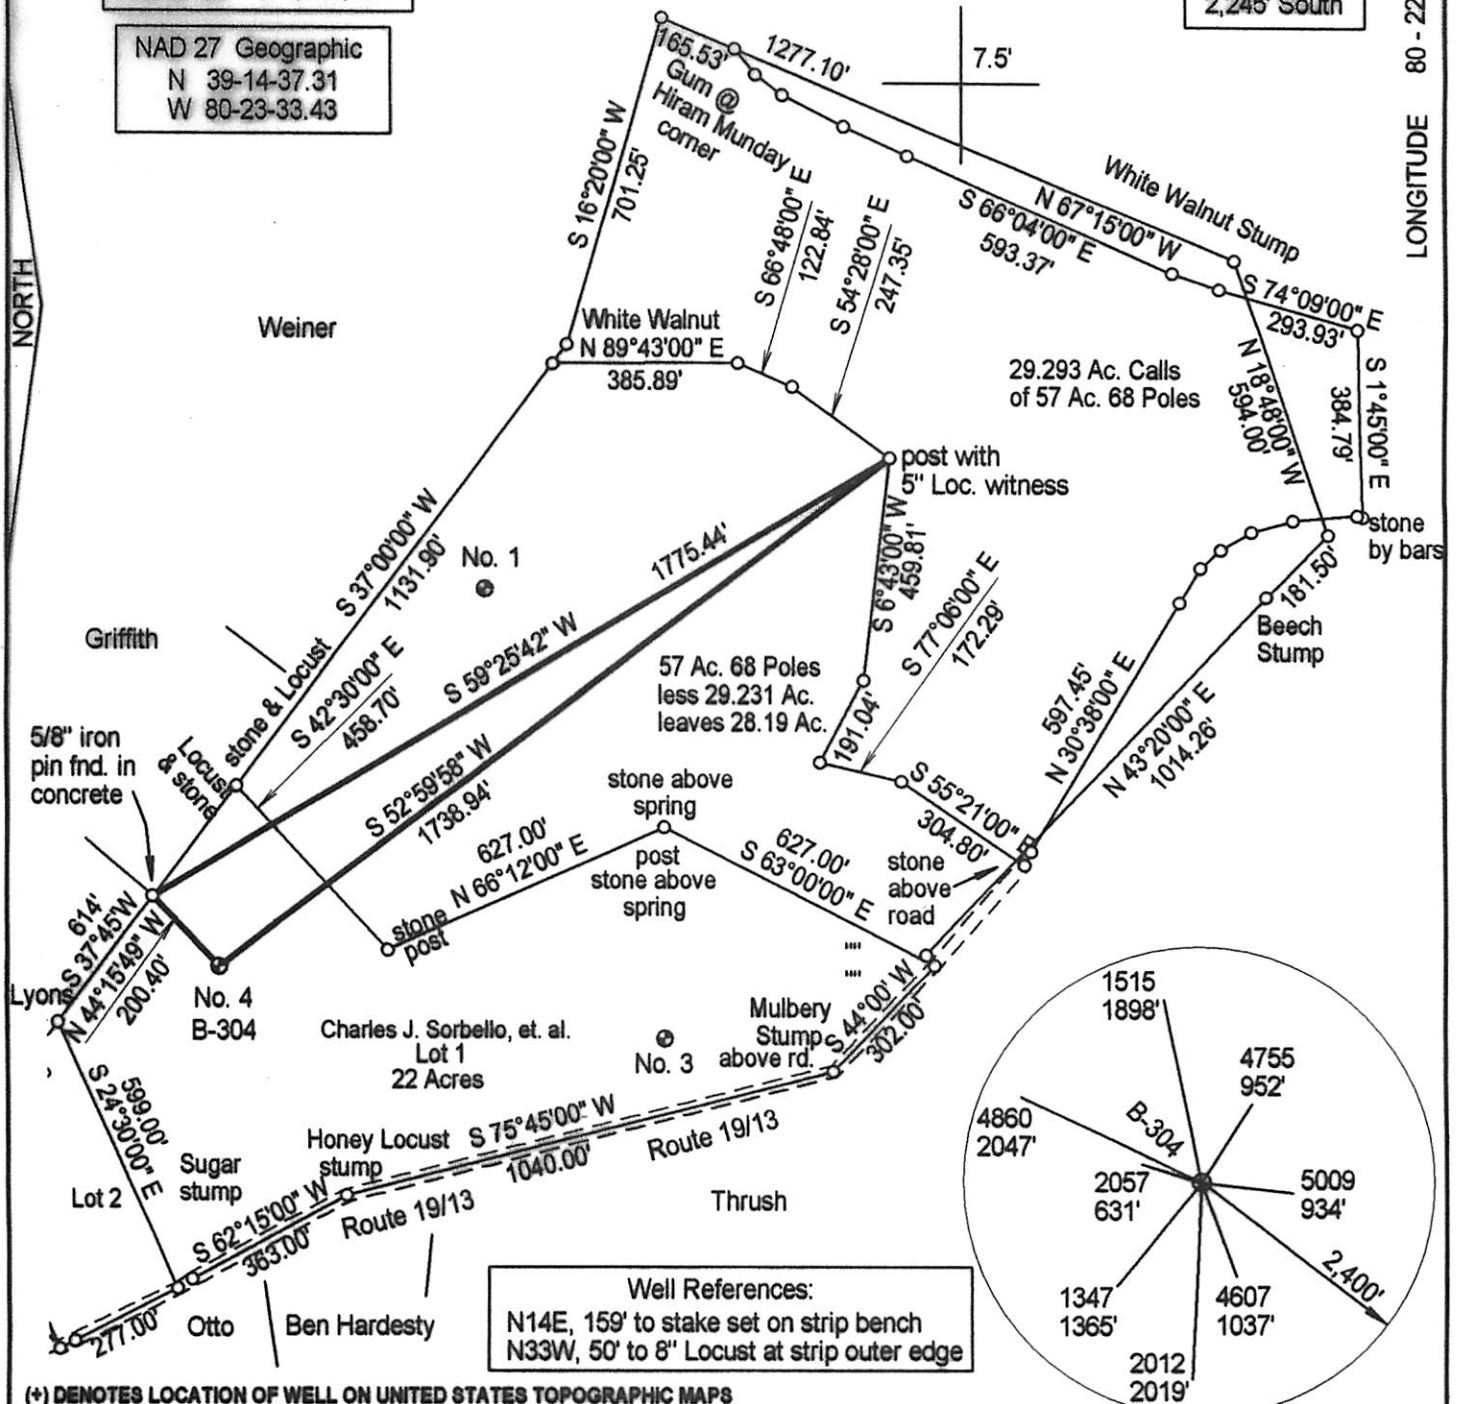 2,245' South
NAD 27 Geographic
N 39-14-37.31
W 80-23-33.43
LONGITUDE 80 - 22
NORTH
7.5'
165.53'
1277.10'
Gum @
Hiram Munday
corner
S 16°20'00" W
701.25'
White Walnut Stump
N 67°15'00" W
S 66°04'00" E
593.37'
S 66°48'00" E
122.84'
S 54°28'00" E
247.35'
S 74°09'00" E
293.93'
Weiner
White Walnut
N 89°43'00" E
385.89'
29.293 Ac. Calls
of 57 Ac. 68 Poles
N 18°48'00" W
594.00'
S 1°45'00" E
384.79'
post with
5" Loc. witness
stone
by bars
S 37°00'00" W
1131.90'
No. 1
1775.44'
S 59°25'42" W
S 6°43'00" W
459.81'
S 77°06'00" E
172.29'
181.50'
Beech
Stump
Griffith
stone & Locust
S 42°30'00" E
458.70'
57 Ac. 68 Poles
less 29.231 Ac.
leaves 28.19 Ac.
191.04'
597.45'
N 30°38'00" E
N 43°20'00" E
1014.26'
5/8" iron
pin fnd. in
concrete
Locust
& stone
S 52°59'58" W
1738.94'
stone above
spring
post
stone above
spring
627.00'
N 66°12'00" E
627.00'
S 63°00'00" E
S 55°21'00" E
304.80'
stone
above
road
stone
post
614'
S 37°45'W
N 44°15'49" W
200.40'
Lyons
No. 4
B-304
Charles J. Sorbello, et. al.
Lot 1
22 Acres
No. 3
Mulbery
Stump
above rd.
S 44°00' W
302.00'
599.00'
S 24°30'00" E
Lot 2
Sugar
stump
Honey Locust
stump
S 75°45'00" W
1040.00'
Route 19/13
S 62°15'00" W
363.00'
Route 19/13
Thrush
277.00'
Otto
Ben Hardesty
Well References:
N14E, 159' to stake set on strip bench
N33W, 50' to 8" Locust at strip outer edge
1515
1898'
4755
952'
4860
2047'
B-304
2057
631'
5009
934'
1347
1365'
4607
1037'
2,400'
2012
2019'
(+) DENOTES LOCATION OF WELL ON UNITED STATES TOPOGRAPHIC MAPS